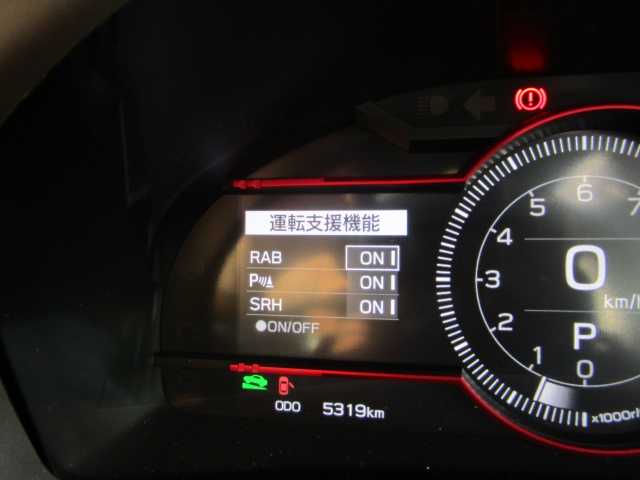 運転支援機能
RAB ON
P ON
SRH ON
●ON/OFF
ODO 5319km
0
km/h
P
1
2
3
4
5
6
7
0
x1000r/